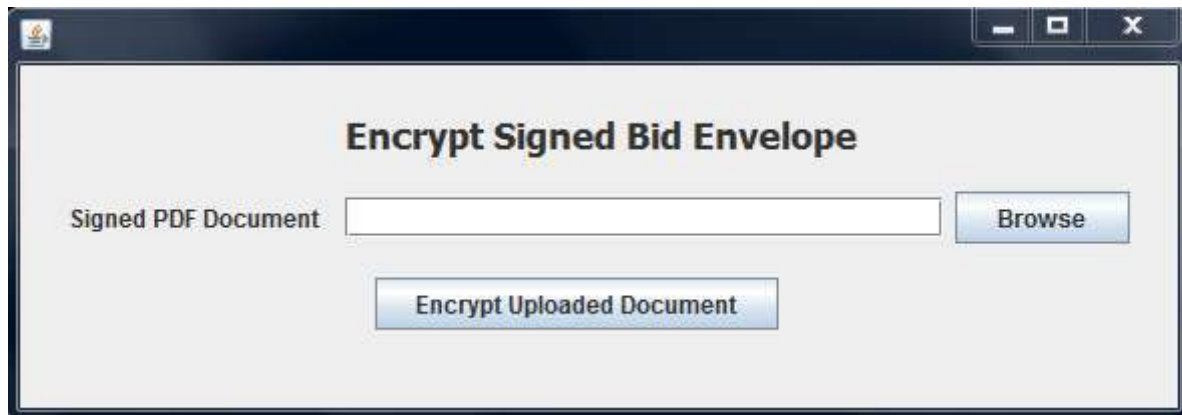 Encrypt Signed Bid Envelope
Signed PDF Document Browse
Encrypt Uploaded Document